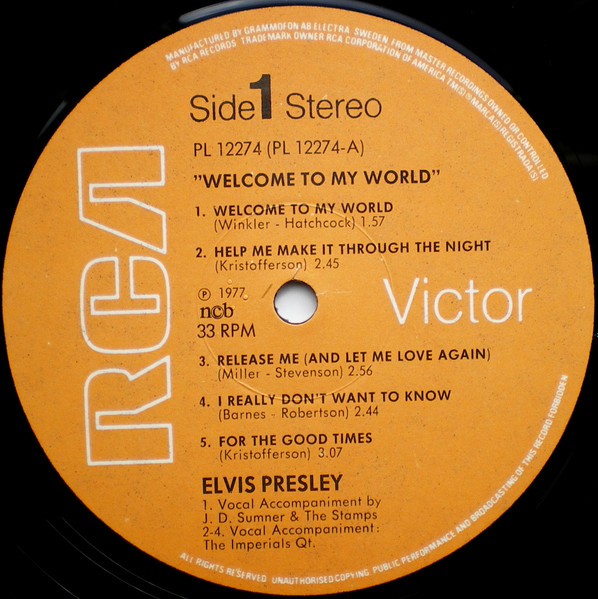 MANUFACTURED BY GRAMMOFON AB ELECTRA SWEDEN FROM MASTER RECORDINGS OWNED OR CONTROLLED
BY RCA RECORDS TRADEMARK OWNER RCA CORPORATION OF AMERICA TM(S) ® MARCA(S) REGISTRADA(S)
Side 1 Stereo
PL 12274 (PL 12274-A)
"WELCOME TO MY WORLD"
1. WELCOME TO MY WORLD
(Winkler - Hatchcock) 1.57
2. HELP ME MAKE IT THROUGH THE NIGHT
(Kristofferson) 2.45
℗ 1977
ncb
33 RPM
RCA
Victor
3. RELEASE ME (AND LET ME LOVE AGAIN)
(Miller - Stevenson) 2.56
4. I REALLY DON'T WANT TO KNOW
(Barnes - Robertson) 2.44
5. FOR THE GOOD TIMES
(Kristofferson) 3.07
ELVIS PRESLEY
1. Vocal Accompaniment by
J. D. Sumner & The Stamps
2-4. Vocal Accompaniment:
The Imperials Qt.
ALL RIGHTS RESERVED UNAUTHORISED COPYING PUBLIC PERFORMANCE AND BROADCASTING OF THIS RECORD FORBIDDEN